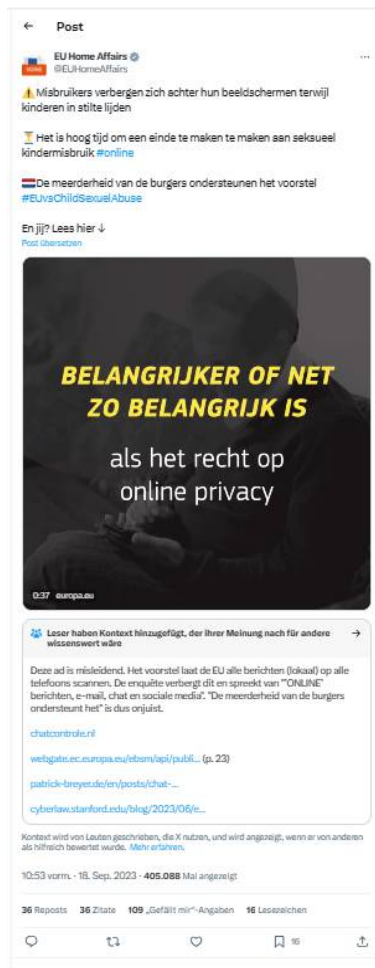 Post
EU Home Affairs
@EUHomeAffairs
HOME
⚠️ Misbruikers verbergen zich achter hun beeldschermen terwijl
kinderen in stilte lijden
⏳ Het is hoog tijd om een einde te maken te maken aan seksueel
kindermisbruik #online
🇳🇱De meerderheid van de burgers ondersteunen het voorstel
#EUvsChildSexuelAbuse
En jij? Lees hier ↓
Post übersetzen
BELANGRIJKER OF NET
ZO BELANGRIJK IS
als het recht op
online privacy
0:37 europa.eu
Leser haben Kontext hinzugefügt, der ihrer Meinung nach für andere
wissenswert wäre
Deze ad is misleidend. Het voorstel laat de EU alle berichten (lokaal) op alle
telefoons scannen. De enquête verbergt dit en spreekt van "'ONLINE'
berichten, e-mail, chat en sociale media". "De meerderheid van de burgers
ondersteunt het" is dus onjuist.
chatcontrole.nl
webgate.ec.europa.eu/ebsm/api/publi... (p. 23)
patrick-breyer.de/en/posts/chat-...
cyberlaw.stanford.edu/blog/2023/06/e...
Kontext wird von Leuten geschrieben, die X nutzen, und wird angezeigt, wenn er von anderen
als hilfreich bewertet wurde. Mehr erfahren.
10:53 vorm. · 18. Sep. 2023 · 405.088 Mal angezeigt
36 Reposts 36 Zitate 109 „Gefällt mir“-Angaben 16 Lesezeichen
16